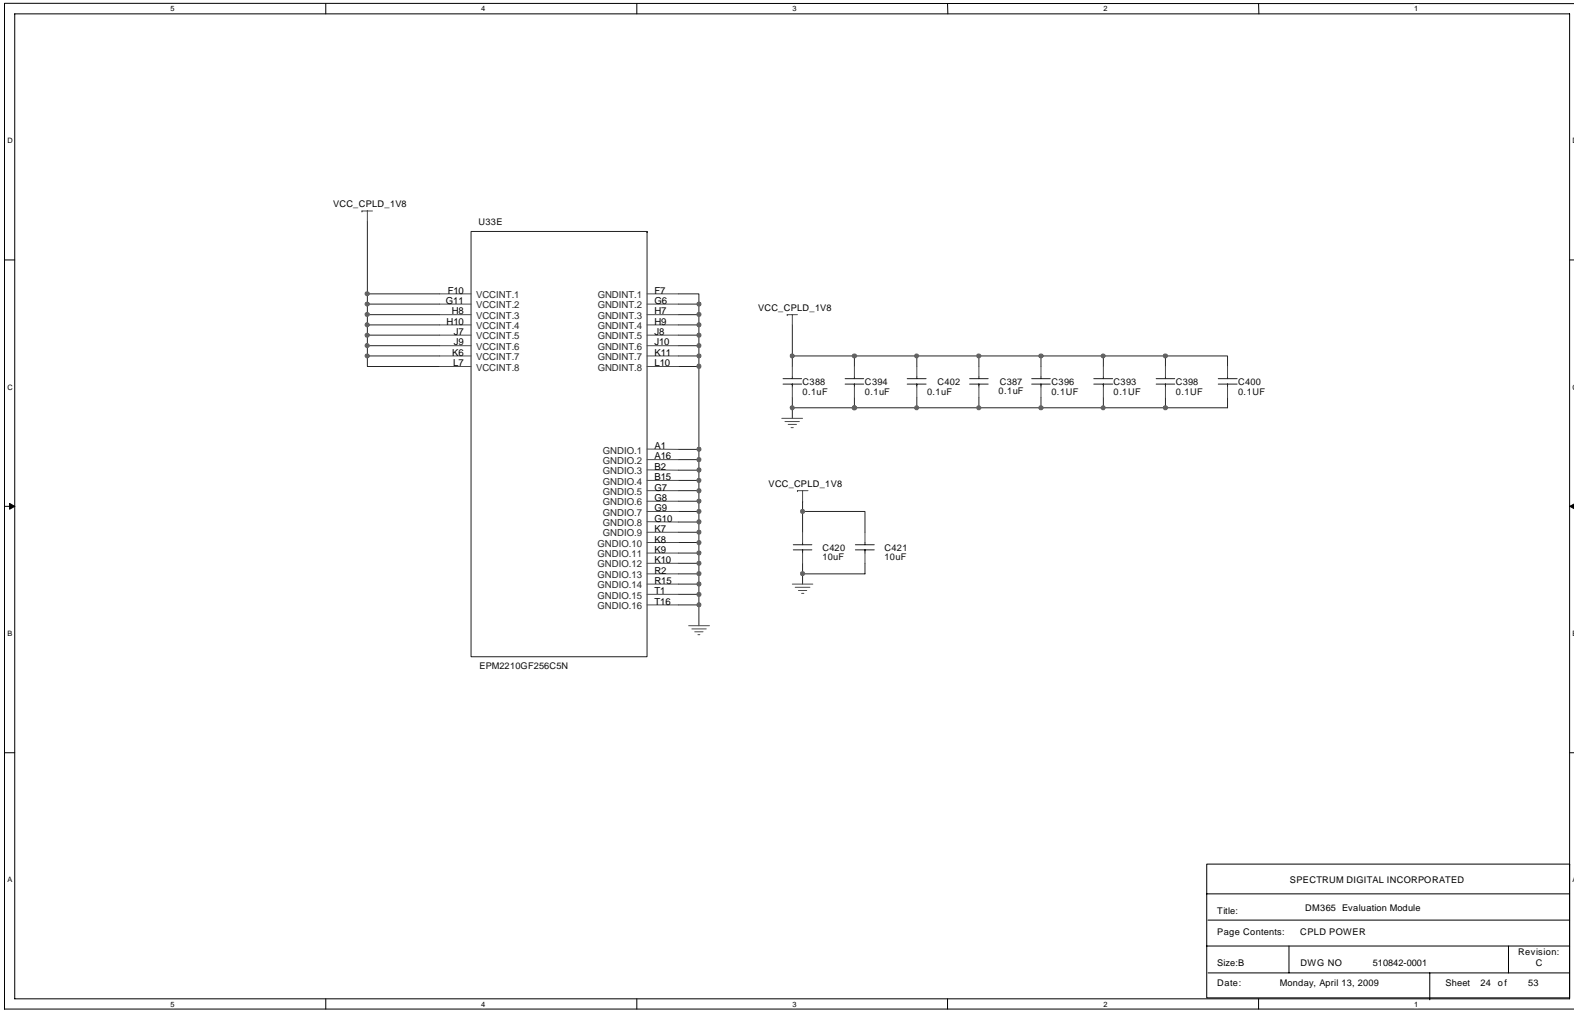 5 4 3 2 1
D
VCC_CPLD_1V8
U33E
F10 VCCINT.1 GNDINT.1 F7
G11 VCCINT.2 GNDINT.2 G6
H8 VCCINT.3 GNDINT.3 H7
H10 VCCINT.4 GNDINT.4 H9
J7 VCCINT.5 GNDINT.5 J8
J9 VCCINT.6 GNDINT.6 J10
K6 VCCINT.7 GNDINT.7 K11
L7 VCCINT.8 GNDINT.8 L10
VCC_CPLD_1V8
C C388 C394 C402 C387 C396 C393 C398 C400
0.1uF 0.1uF 0.1uF 0.1uF 0.1UF 0.1UF 0.1UF 0.1UF
GNDIO.1 A1
GNDIO.2 A16
GNDIO.3 B2
GNDIO.4 B15
GNDIO.5 G7
GNDIO.6 G8
GNDIO.7 G9
GNDIO.8 G10
GNDIO.9 K7
GNDIO.10 K8
GNDIO.11 K9
GNDIO.12 K10
GNDIO.13 R2
GNDIO.14 R15
GNDIO.15 T1
GNDIO.16 T16
VCC_CPLD_1V8
C420 C421
10uF 10uF
B
EPM2210GF256C5N
A
SPECTRUM DIGITAL INCORPORATED
Title: DM365 Evaluation Module
Page Contents: CPLD POWER
Size:B DWG NO 510842-0001 Revision: C
Date: Monday, April 13, 2009 Sheet 24 of 53
5 4 3 2 1